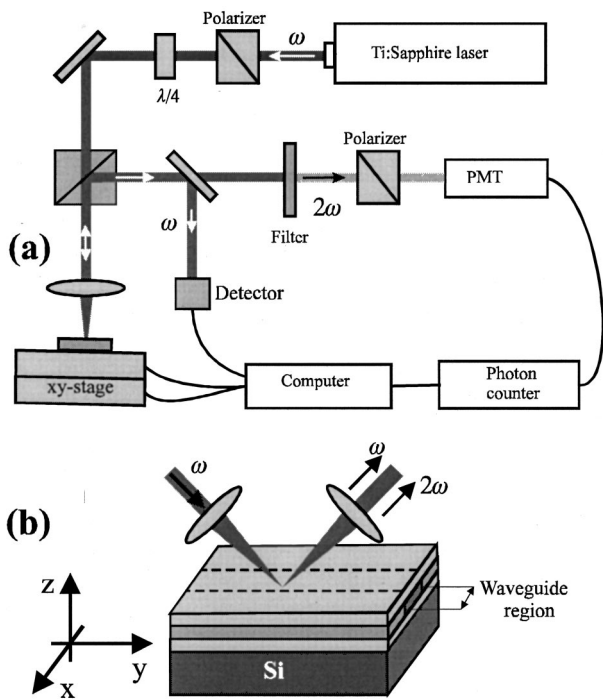 Polarizer
ω
Ti:Sapphire laser
λ/4
Polarizer
ω
2ω
PMT
Filter
(a)
Detector
xy-stage
Computer
Photon
counter
ω
ω
2ω
(b)
z
Waveguide
region
y
x
Si